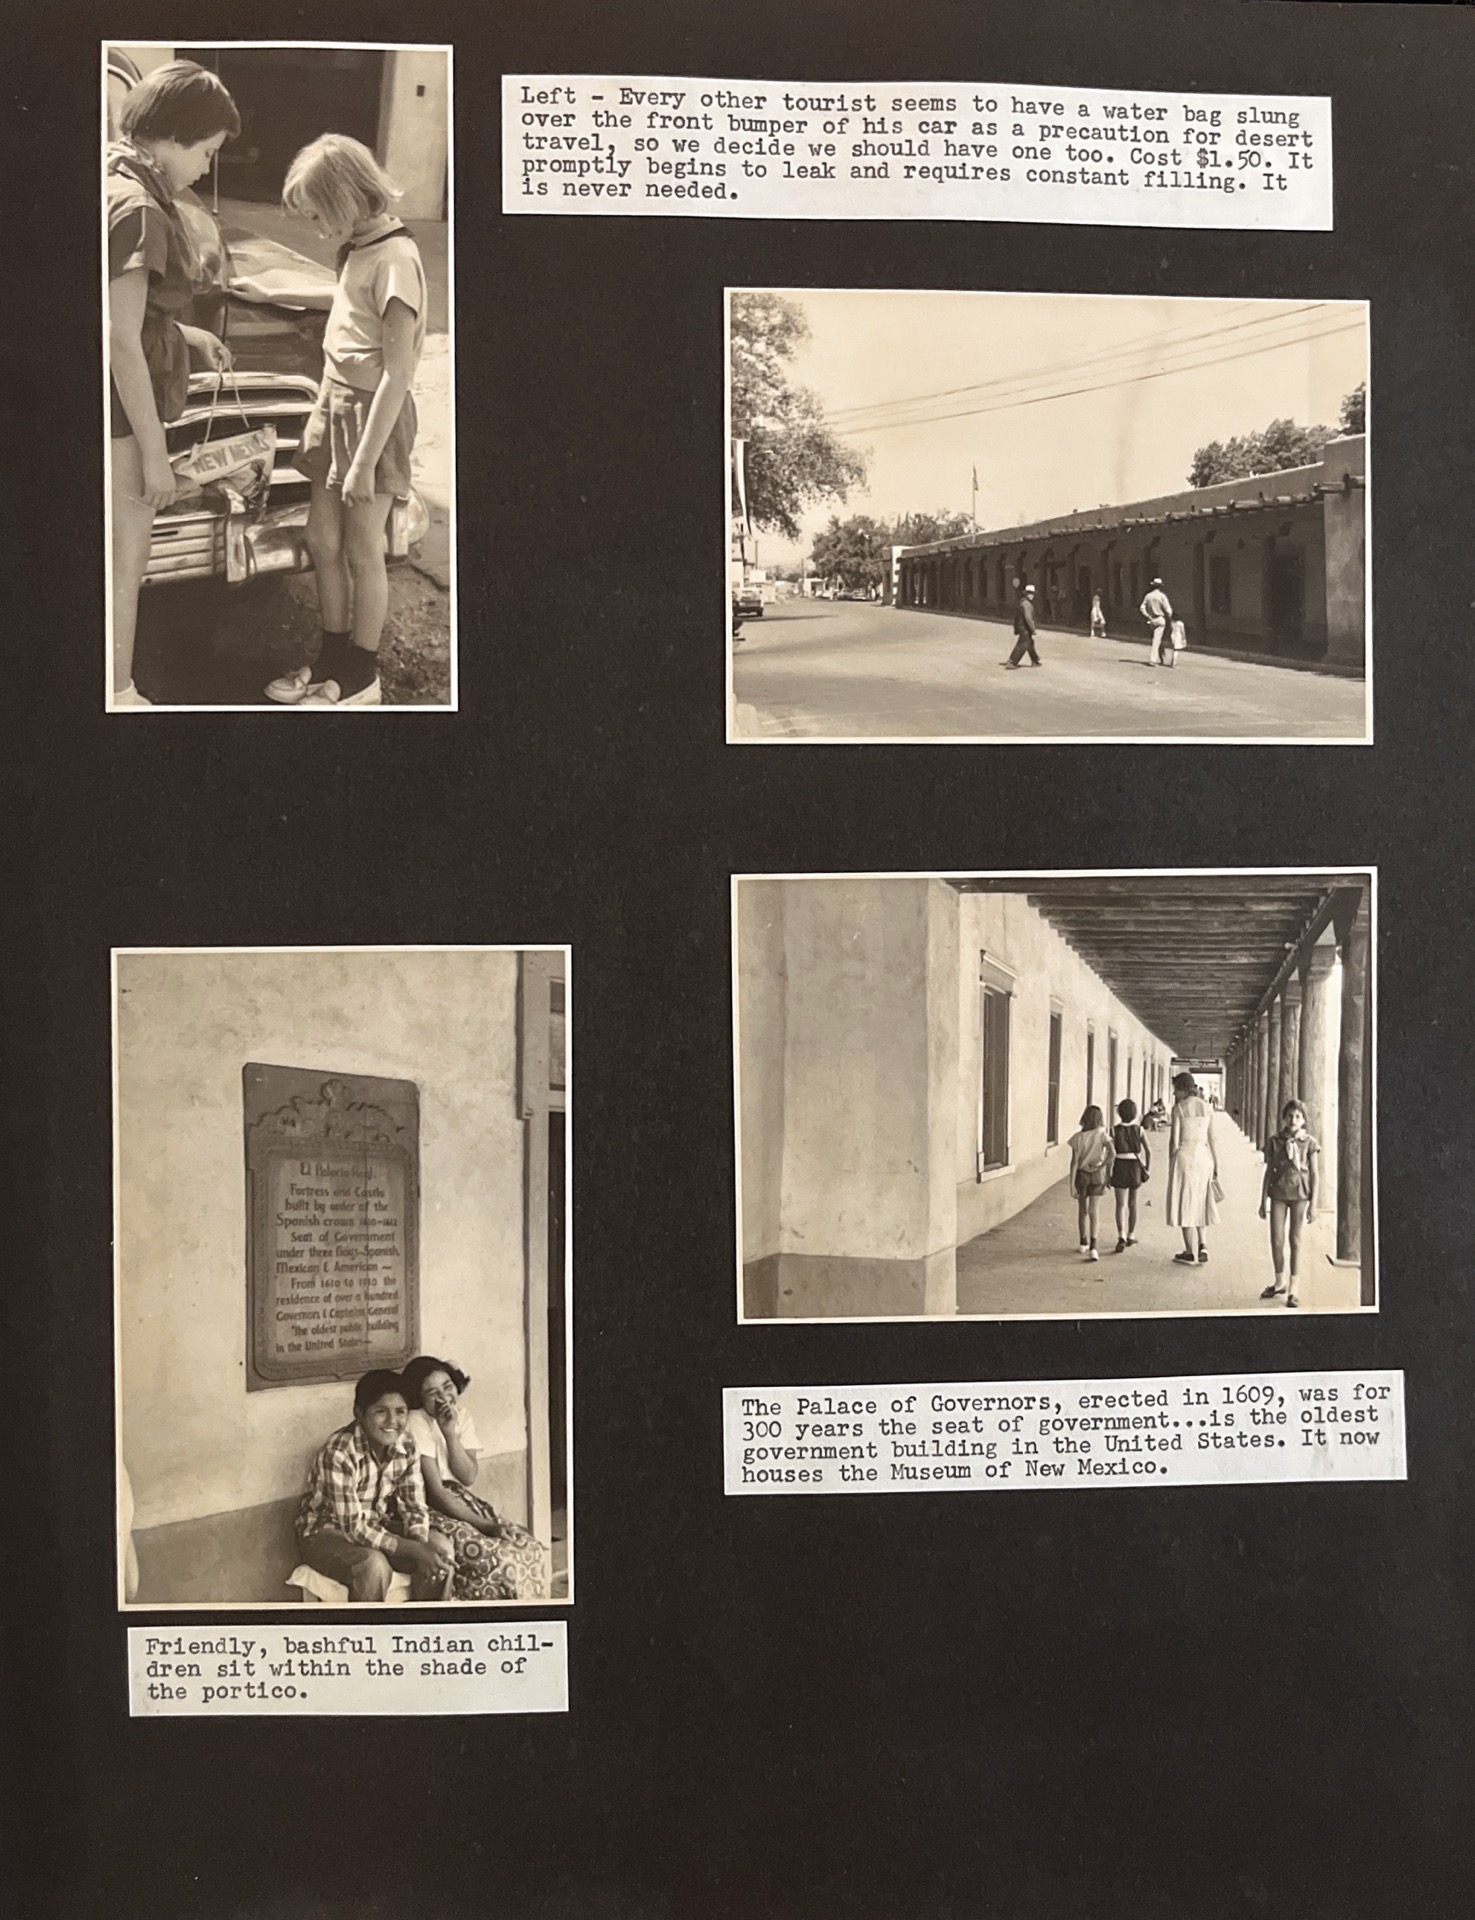 Left - Every other tourist seems to have a water bag slung
over the front bumper of his car as a precaution for desert
travel, so we decide we should have one too. Cost $1.50. It
promptly begins to leak and requires constant filling. It
is never needed.
NEW
El Palacio Real.
Fortress and Castle
built by order of the
Spanish crown
Seat of Government
under three flags-Spanish,
Mexican & American —
From 1610 to 1910 the
residence of over a hundred
Governors & Captains General
"The oldest public building
in the United States—
The Palace of Governors, erected in 1609, was for
300 years the seat of government...is the oldest
government building in the United States. It now
houses the Museum of New Mexico.
Friendly, bashful Indian chil-
dren sit within the shade of
the portico.